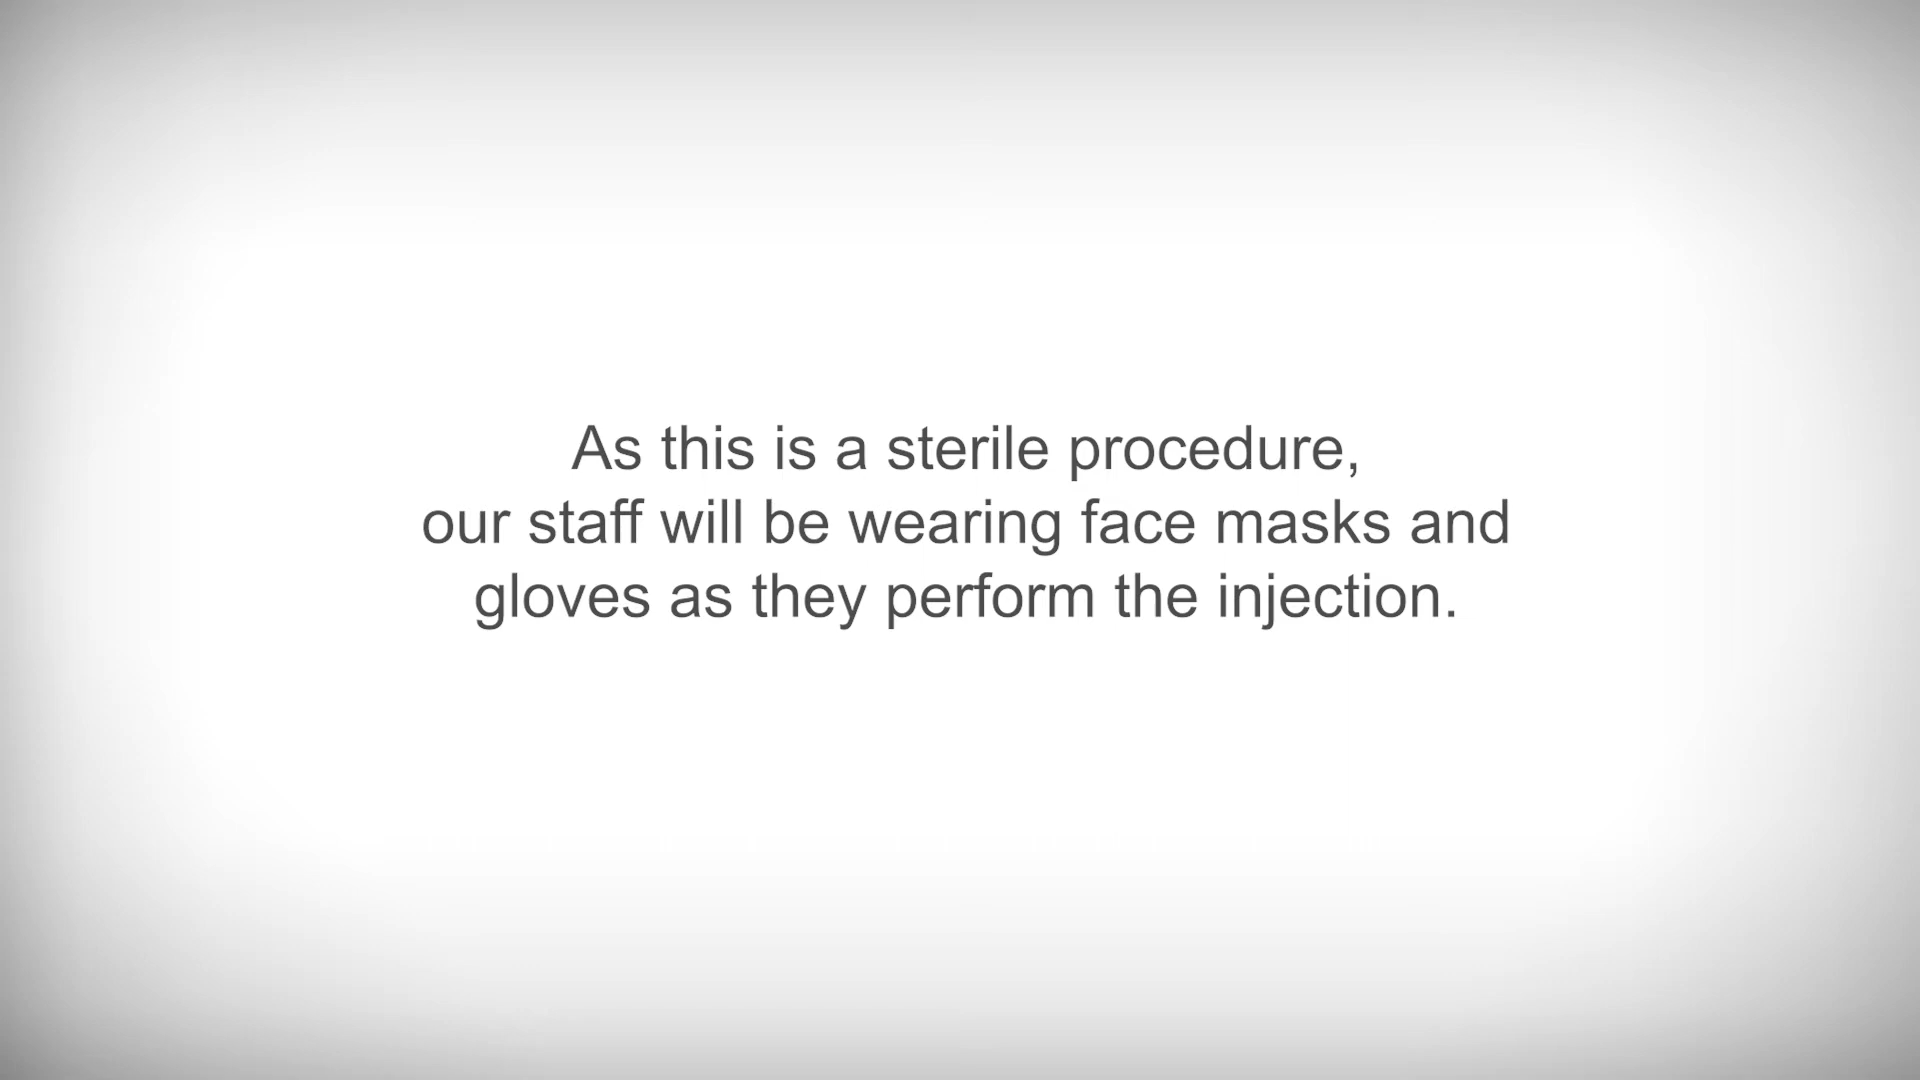 As this is a sterile procedure,
our staff will be wearing face masks and
gloves as they perform the injection.